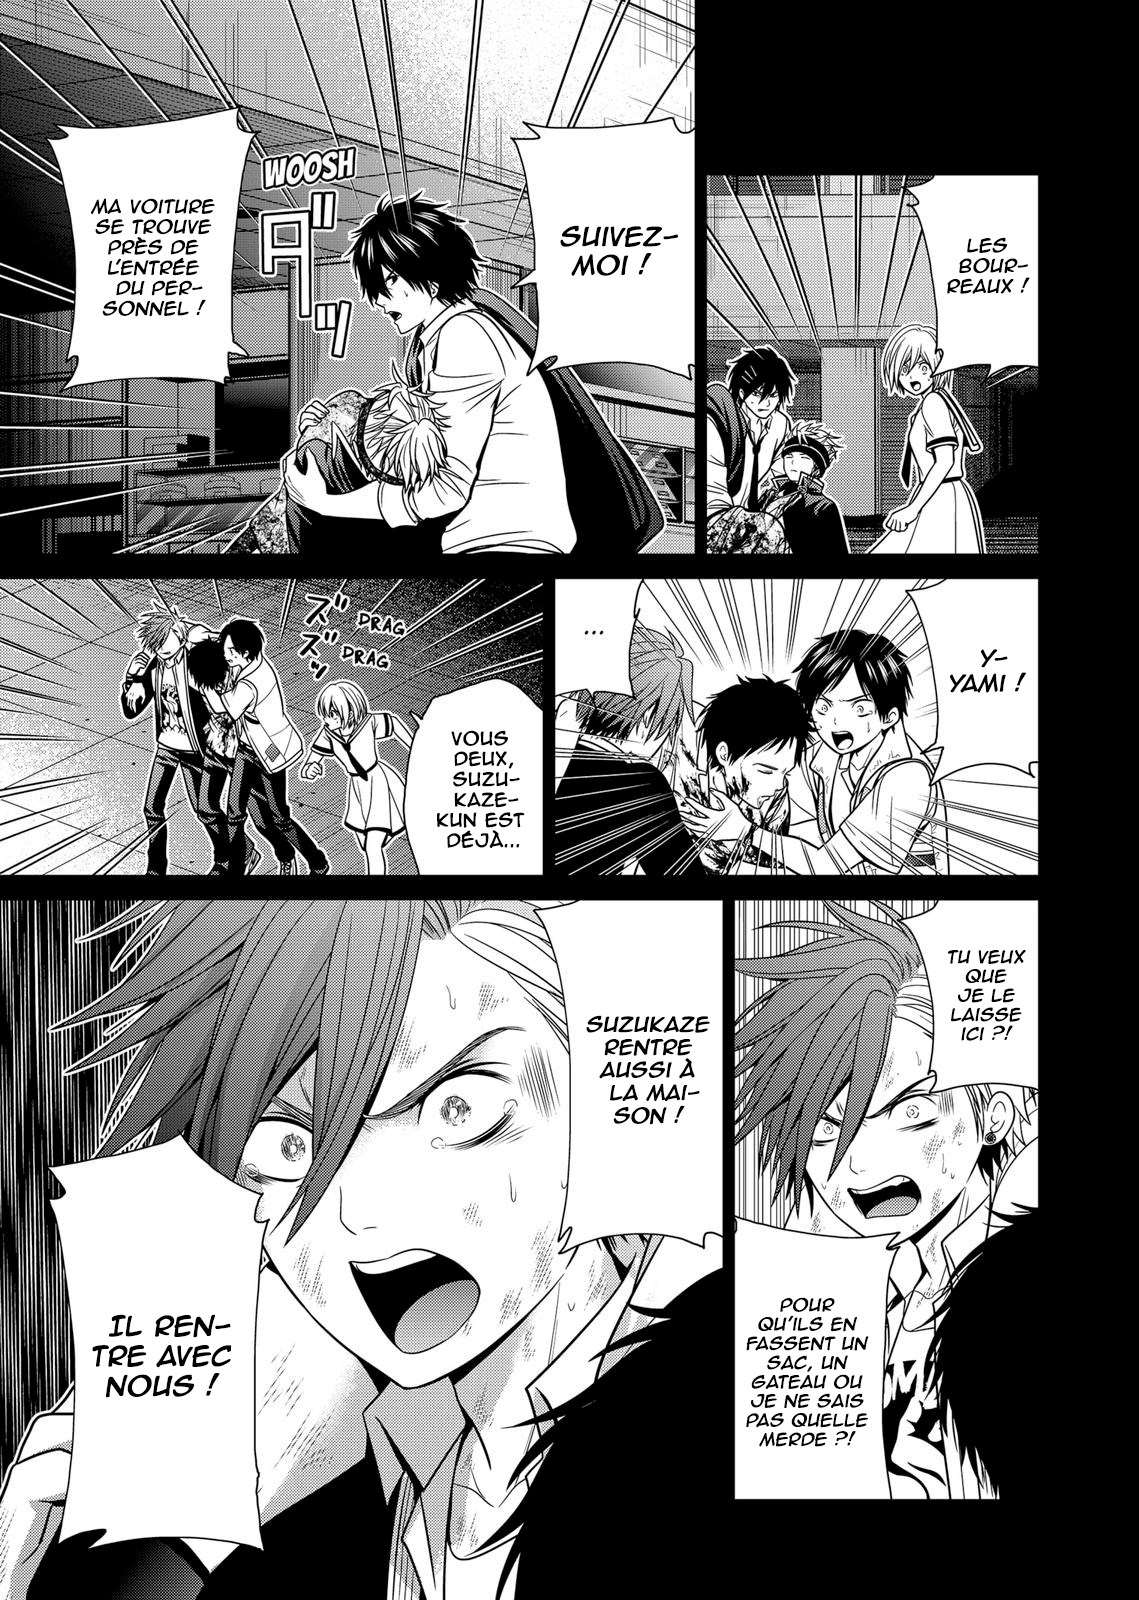 LES
BOUR-
REAUX !
SUIVEZ-
MOI !
WOOSH
ダッ
MA VOITURE
SE TROUVE
PRÈS DE
L'ENTRÉE
DU PER-
SONNEL !
Y-
YAMI !
...
ズズッ
DRAG
DRAG
VOUS
DEUX,
SUZU-
KAZE-
KUN EST
DÉJÀ...
TU VEUX
QUE
JE LE
LAISSE
ICI ?!
POUR
QU'ILS EN
FASSENT UN
SAC, UN
GATEAU OU
JE NE SAIS
PAS QUELLE
MERDE ?!
SUZUKAZE
RENTRE
AUSSI À
LA MAI-
SON !
IL REN-
TRE AVEC
NOUS !